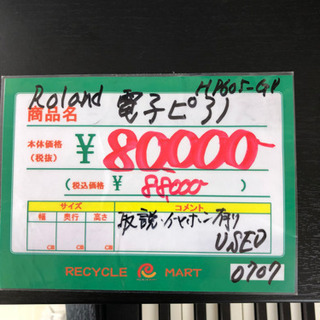 Roland 電子ピアノ HP605-GP
商品名
本体価格
(税抜)
¥80000-
(税込価格 ¥88000-)
サイズ
コメント
幅 奥行 高さ
取説・イヤホン有り
USED
CM CM CM
RECYCLE MART
0707